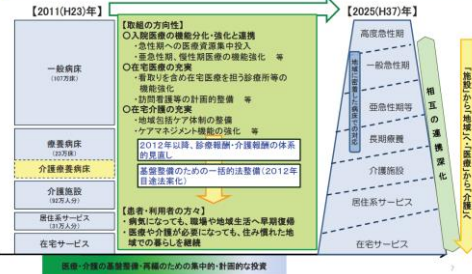 【2011(H23)年】
一般病床
(107万床)
療養病床
(23万床)
介護療養病床
介護施設
(92万人分)
居住系サービス
(31万人分)
在宅サービス
【取組の方向性】
○入院医療の機能分化・強化と連携
・急性期への医療資源集中投入
・亜急性期、慢性期医療の機能強化 等
○在宅医療の充実
・看取りを含め在宅医療を担う診療所等の
機能強化
・訪問看護等の計画的整備 等
○在宅介護の充実
・地域包括ケア体制の整備
・ケアマネジメント機能の強化 等
2012年以降、診療報酬・介護報酬の体系
的見直し
基盤整備のための一括的法整備(2012年
目途法案化)
【患者・利用者の方々】
・病気になっても、職場や地域生活へ早期復帰
・医療や介護が必要になっても、住み慣れた地
域での暮らしを継続
医療・介護の基盤整備・再編のための集中的・計画的な投資
【2025(H37)年】
高度急性期
一般急性期
亜急性期等
長期療養
介護施設
居住系サービス
在宅サービス
地域に密着した病床での対応
相互の連携深化
「施設」から「地域」へ・「医療」から「介護」へ
7